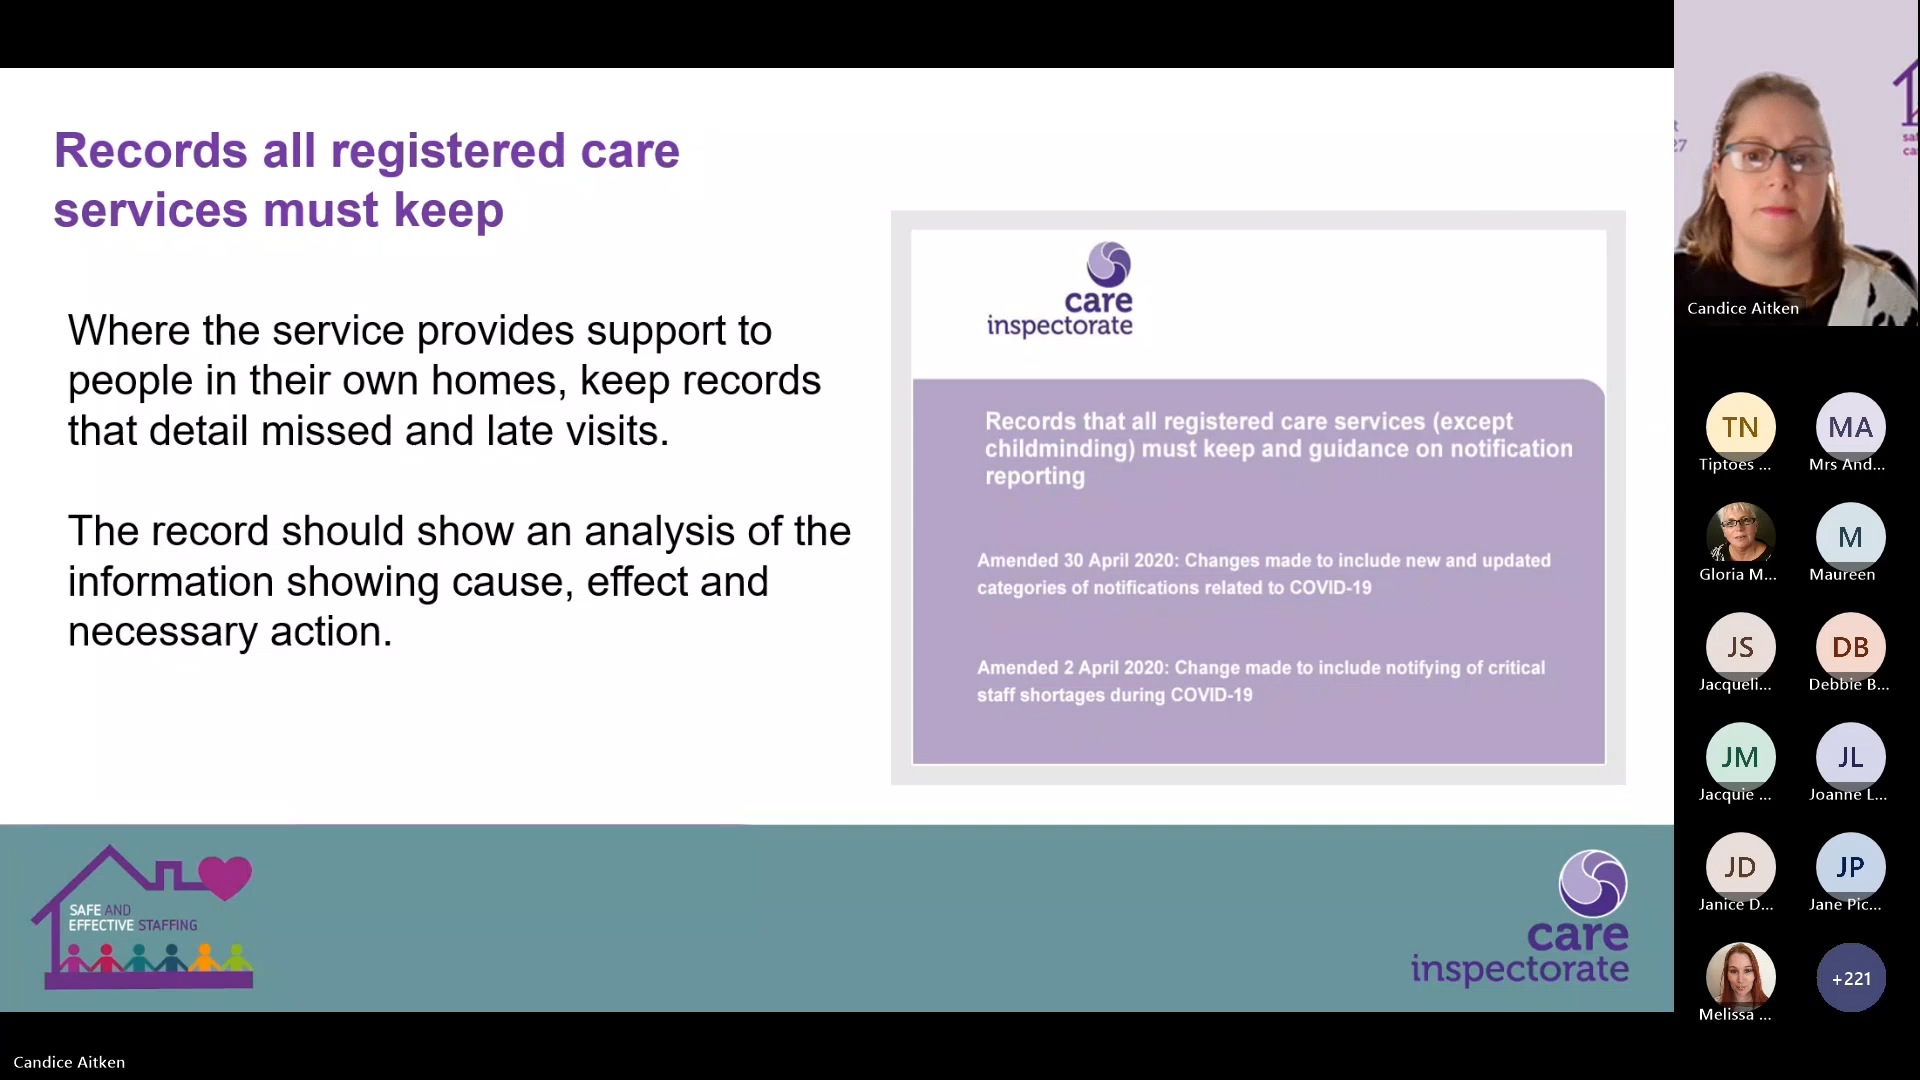 Records all registered care
services must keep
Where the service provides support to
people in their own homes, keep records
that detail missed and late visits.
The record should show an analysis of the
information showing cause, effect and
necessary action.
care
inspectorate
Records that all registered care services (except
childminding) must keep and guidance on notification
reporting
Amended 30 April 2020: Changes made to include new and updated
categories of notifications related to COVID-19
Amended 2 April 2020: Change made to include notifying of critical
staff shortages during COVID-19
SAFE AND
EFFECTIVE STAFFING
care
inspectorate
Candice Aitken
Candice Aitken
TN
MA
Tiptoes ...
Mrs And...
M
Gloria M...
Maureen
JS
DB
Jacqueli...
Debbie B...
JM
JL
Jacquie ...
Joanne L...
JD
JP
Janice D...
Jane Pic...
+221
Melissa ...